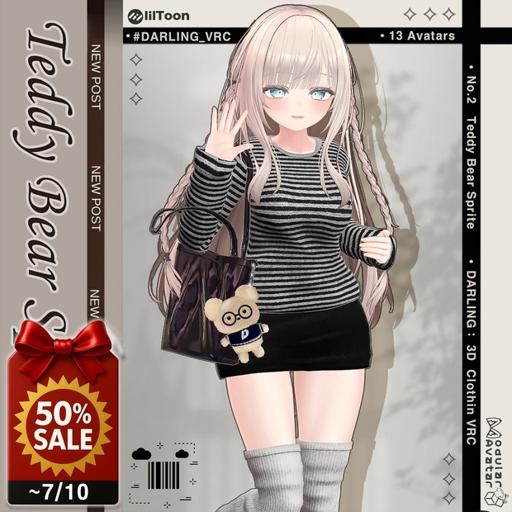 lilToon
#DARLING_VRC
• 13 Avatars
Teddy Bear S
NEW POST
NEW POST
NEW
• No.2 Teddy Bear Sprite
• DARLING : 3D Clothin VRC
D
50%
SALE
~7/10
Modular
Avatar